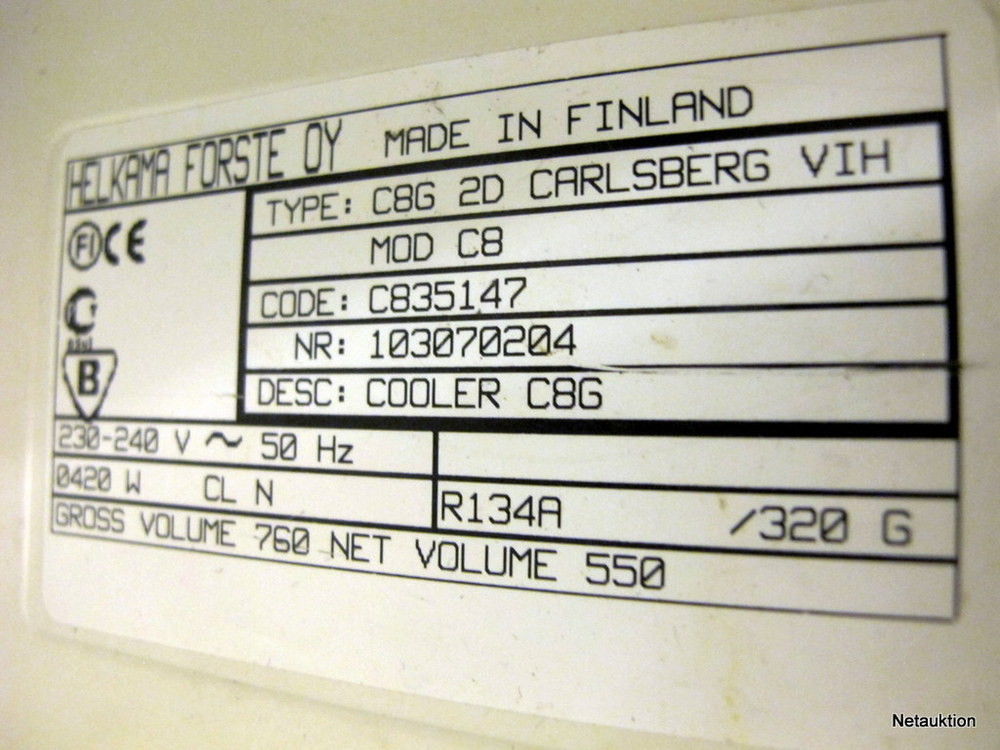 HELKAMA FORSTE OY MADE IN FINLAND
TYPE: C8G 2D CARLSBERG VIH
MOD C8
FI CE
CODE: C835147
NR: 103070204
B
DESC: COOLER C8G
230-240 V ~ 50 Hz
0420 W CL N
R134A /320 G
GROSS VOLUME 760 NET VOLUME 550
Netauktion